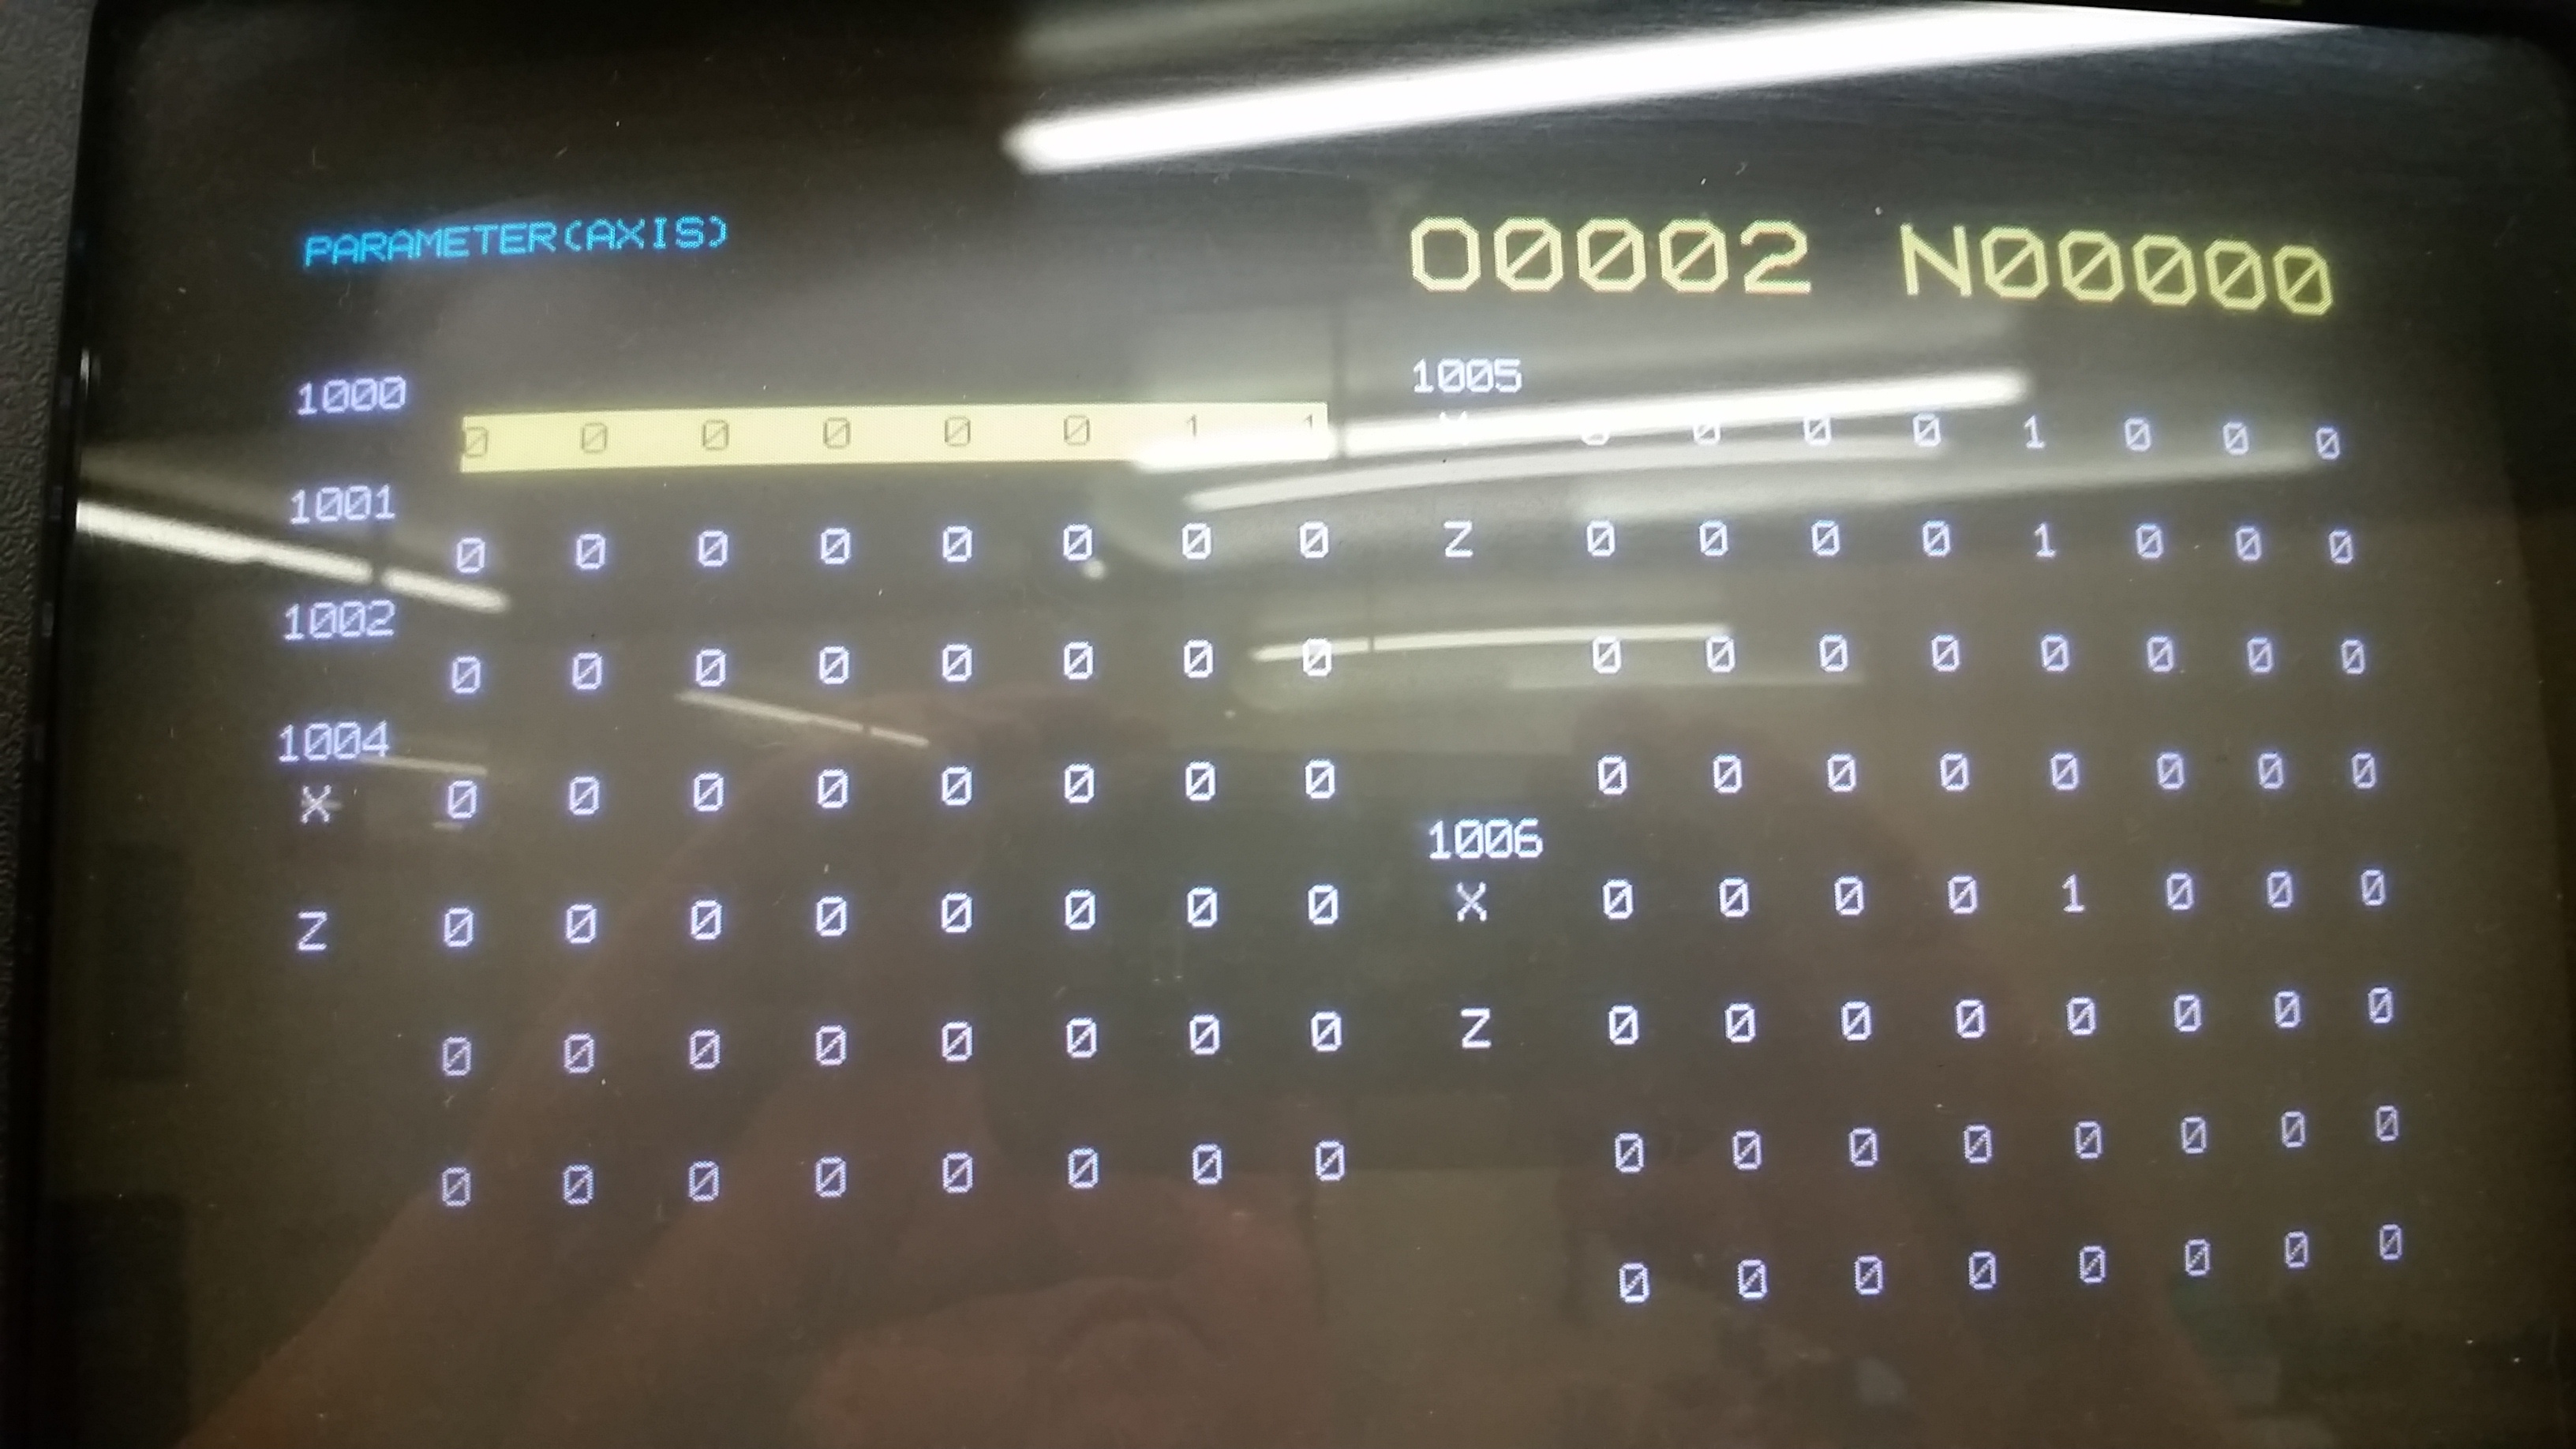 PARAMETER(AXIS)
O0002 N00000
1000
0 0 0 0 0 0 1 1
1001
0 0 0 0 0 0 0 0
1002
0 0 0 0 0 0 0 0
1004
X 0 0 0 0 0 0 0 0
Z 0 0 0 0 0 0 0 0
0 0 0 0 0 0 0 0
0 0 0 0 0 0 0 0
1005
X 0 0 0 0 1 0 0 0
Z 0 0 0 0 1 0 0 0
0 0 0 0 0 0 0 0
0 0 0 0 0 0 0 0
1006
X 0 0 0 0 1 0 0 0
Z 0 0 0 0 0 0 0 0
0 0 0 0 0 0 0 0
0 0 0 0 0 0 0 0